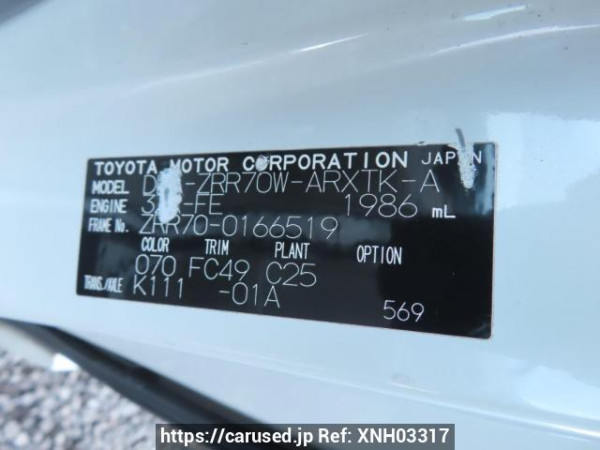 TOYOTA MOTOR CORPORATION JAPAN
MODEL -ZRR70W-ARXTK-A
ENGINE -FE 1986 mL
FRAME No. ZRR70-0166519
COLOR TRIM PLANT OPTION
070 FC49 C25
TRANS./AXLE K111 -01A 569
https://carused.jp Ref: XNH03317